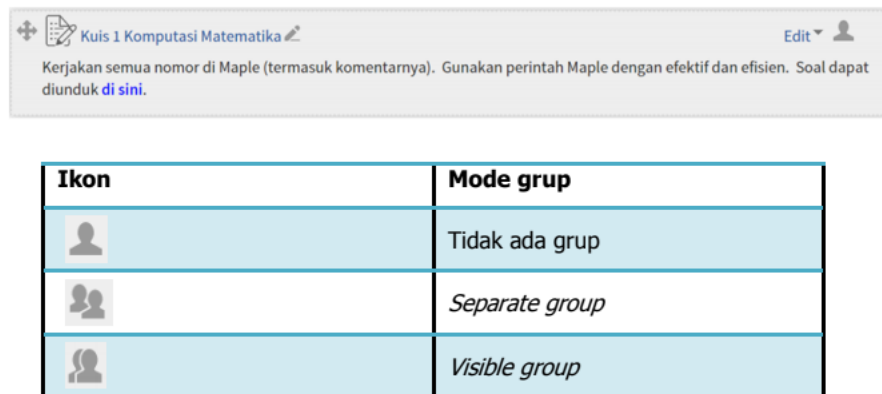 Kuis 1 Komputasi Matematika
Edit
Kerjakan semua nomor di Maple (termasuk komentarnya). Gunakan perintah Maple dengan efektif dan efisien. Soal dapat
diunduk di sini.
Ikon Mode grup
Tidak ada grup
Separate group
Visible group